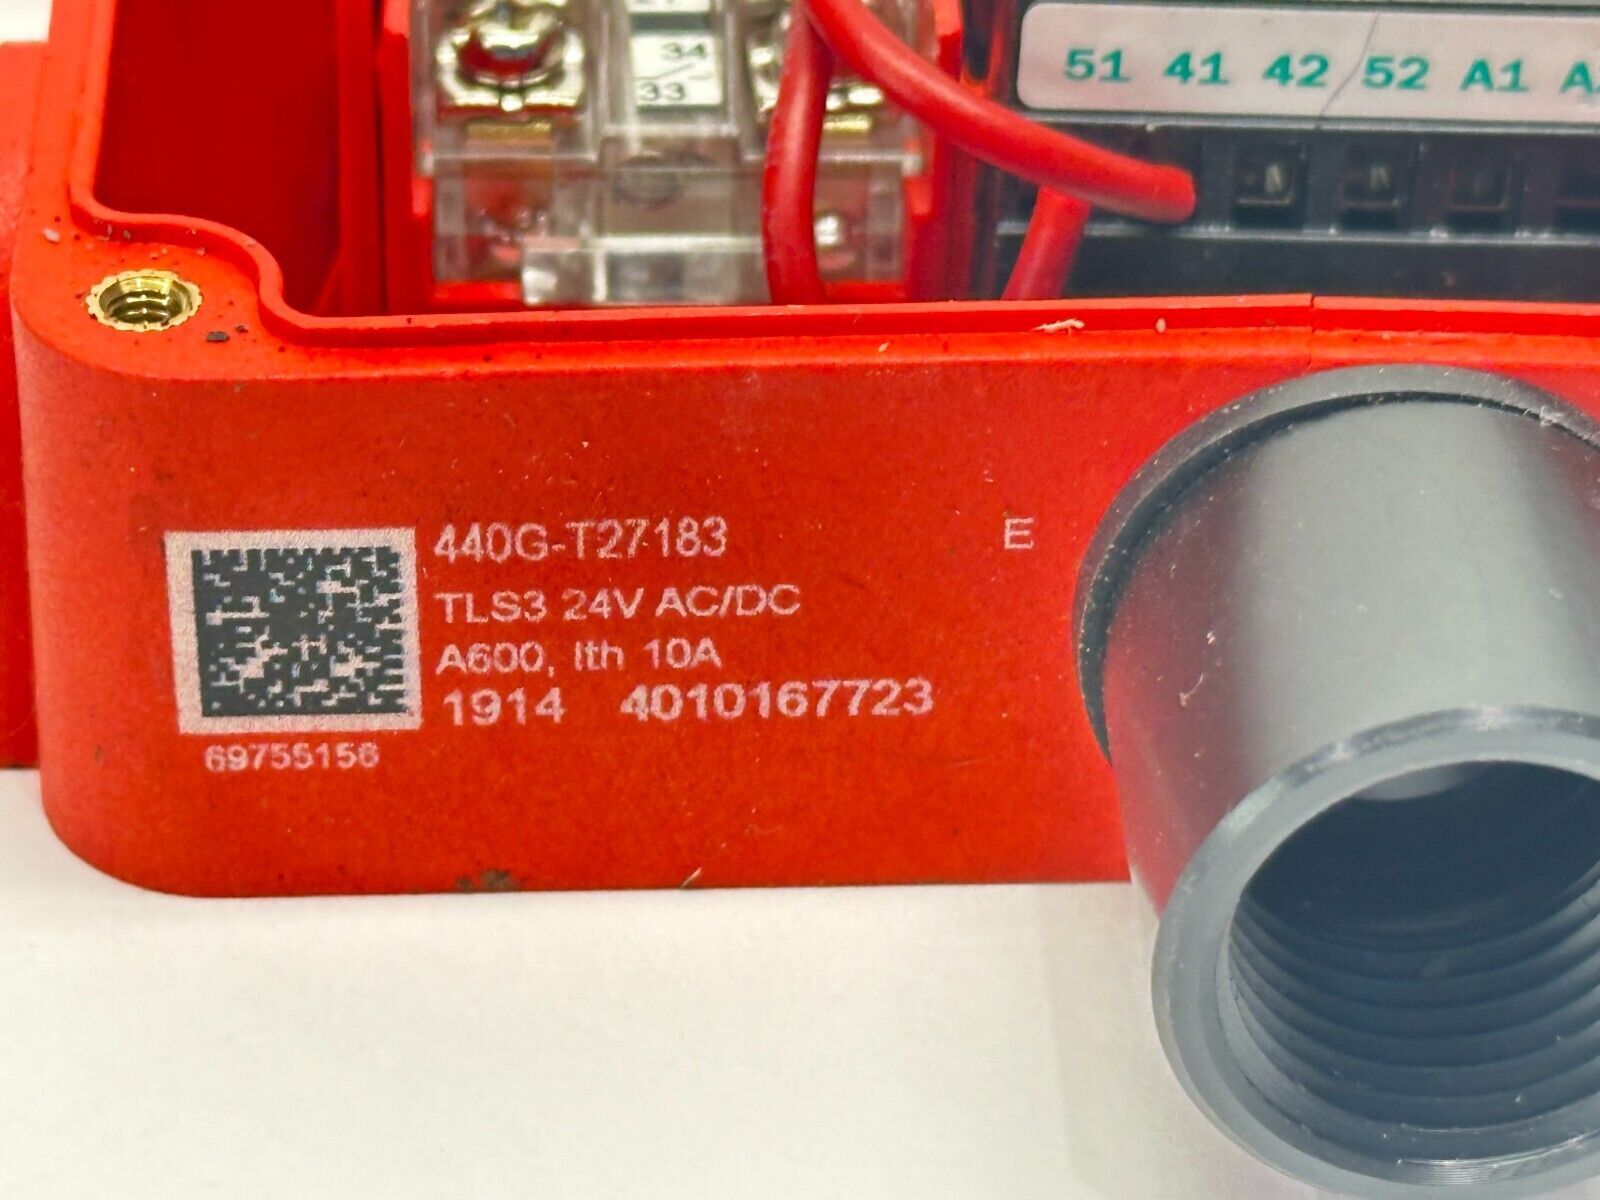 34
33
51 41 42 52 A1
440G-T27183 E
TLS3 24V AC/DC
A600, Ith 10A
1914 4010167723
69755156